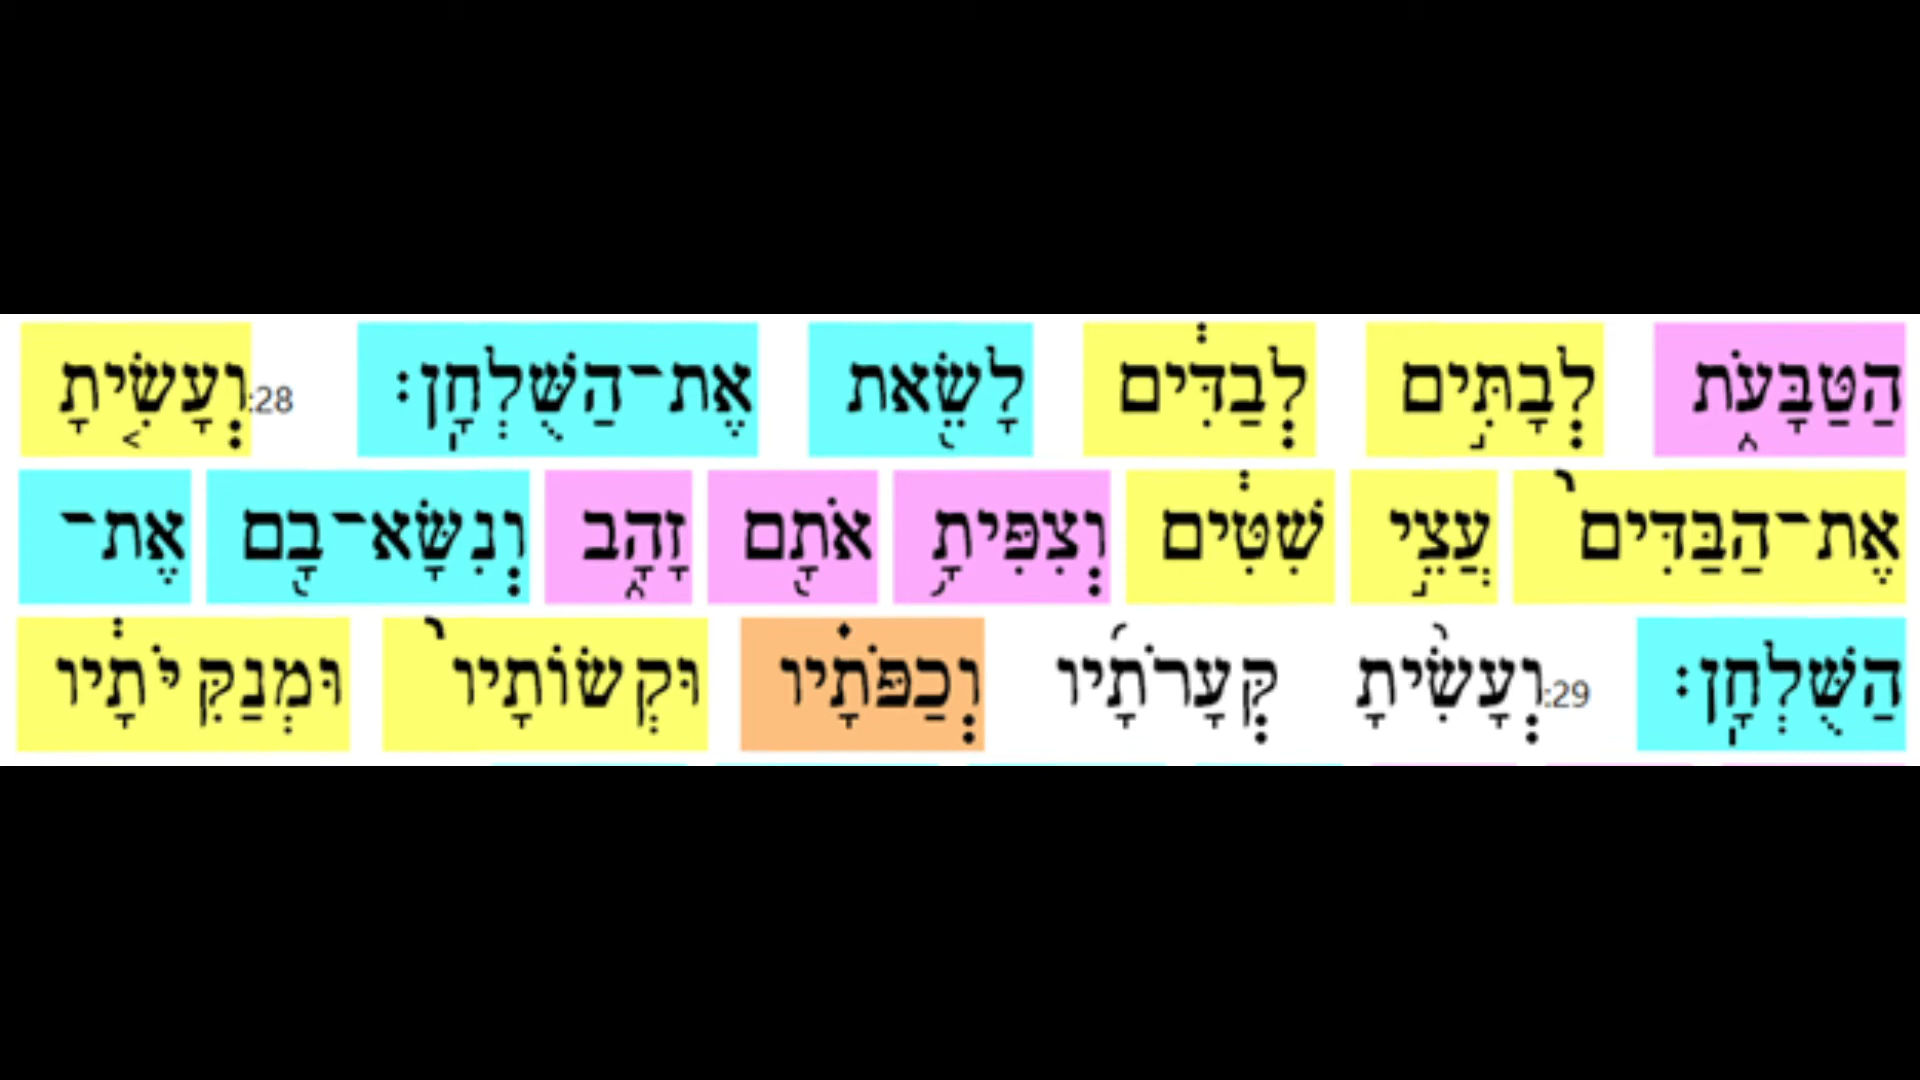 הַטַּבָּעֹ֑ת לְבָתִּ֣ים לְבַדִּ֔ים לָשֵׂ֖את אֶת־הַשֻּׁלְחָֽן׃ 28: וְעָשִׂ֤יתָ
אֶת־הַבַּדִּים֙ עֲצֵ֣י שִׁטִּ֔ים וְצִפִּיתָ֥ אֹתָ֖ם זָהָ֑ב וְנִשָּׂא־בָ֖ם אֶת־
הַשֻּׁלְחָֽן׃ 29: וְעָשִׂ֨יתָ קְּעָרֹתָ֜יו וְכַפֹּתָ֗יו וּקְשׂוֹתָיו֙ וּמְנַקִּיֹּתָ֔יו